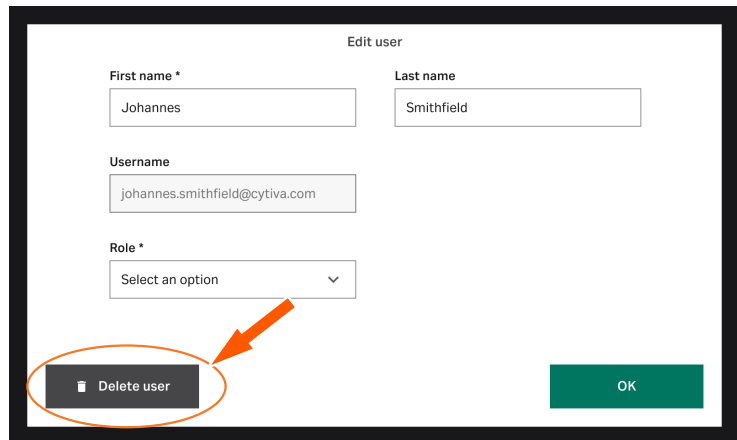 Edit user
First name *
Last name
Johannes
Smithfield
Username
johannes.smithfield@cytiva.com
Role *
Select an option
Delete user
OK